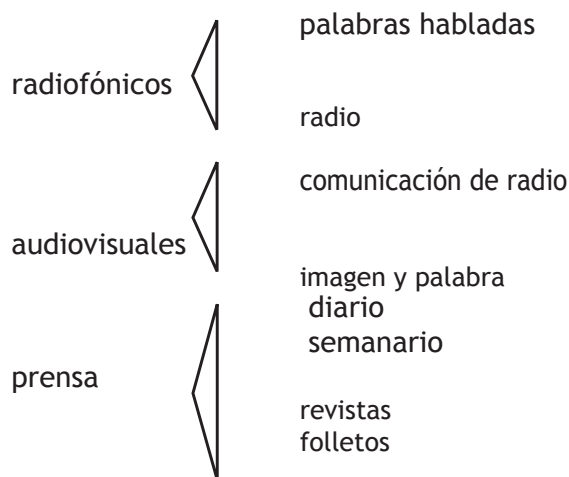 palabras habladas
radiofónicos
radio
comunicación de radio
audiovisuales
imagen y palabra
diario
semanario
prensa
revistas
folletos